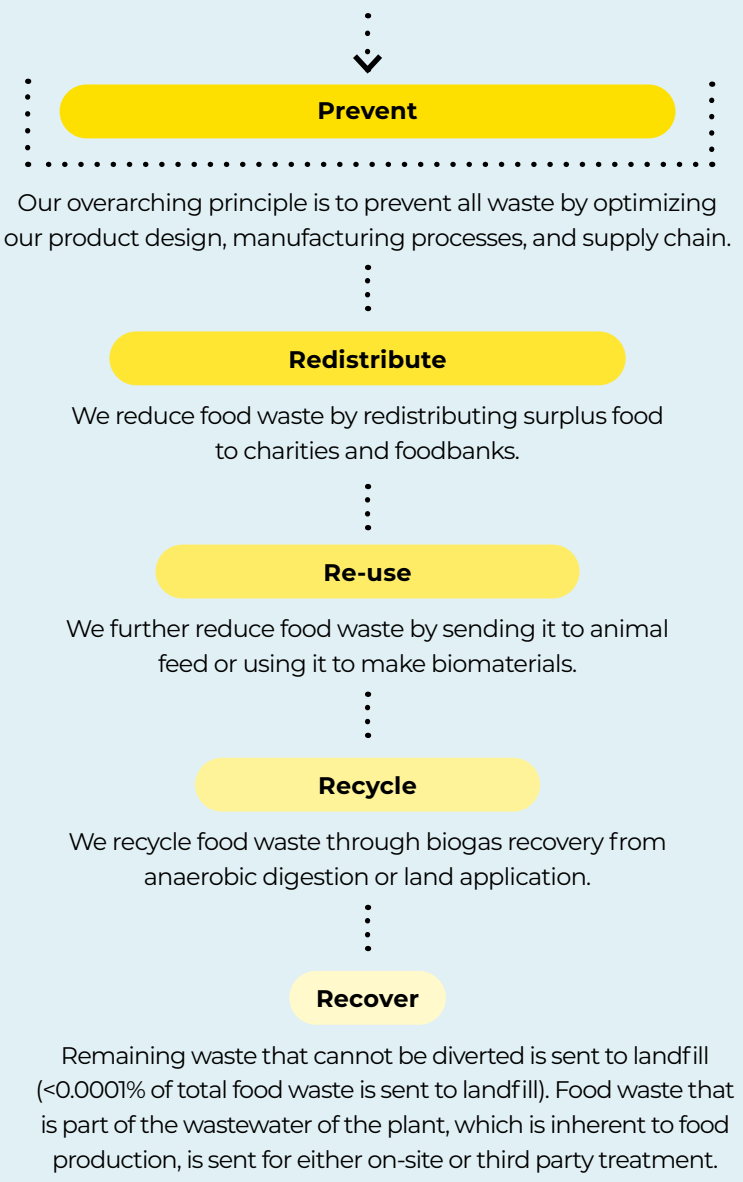 Prevent
Our overarching principle is to prevent all waste by optimizing
our product design, manufacturing processes, and supply chain.
Redistribute
We reduce food waste by redistributing surplus food
to charities and foodbanks.
Re-use
We further reduce food waste by sending it to animal
feed or using it to make biomaterials.
Recycle
We recycle food waste through biogas recovery from
anaerobic digestion or land application.
Recover
Remaining waste that cannot be diverted is sent to landfill
(<0.0001% of total food waste is sent to landfill). Food waste that
is part of the wastewater of the plant, which is inherent to food
production, is sent for either on-site or third party treatment.